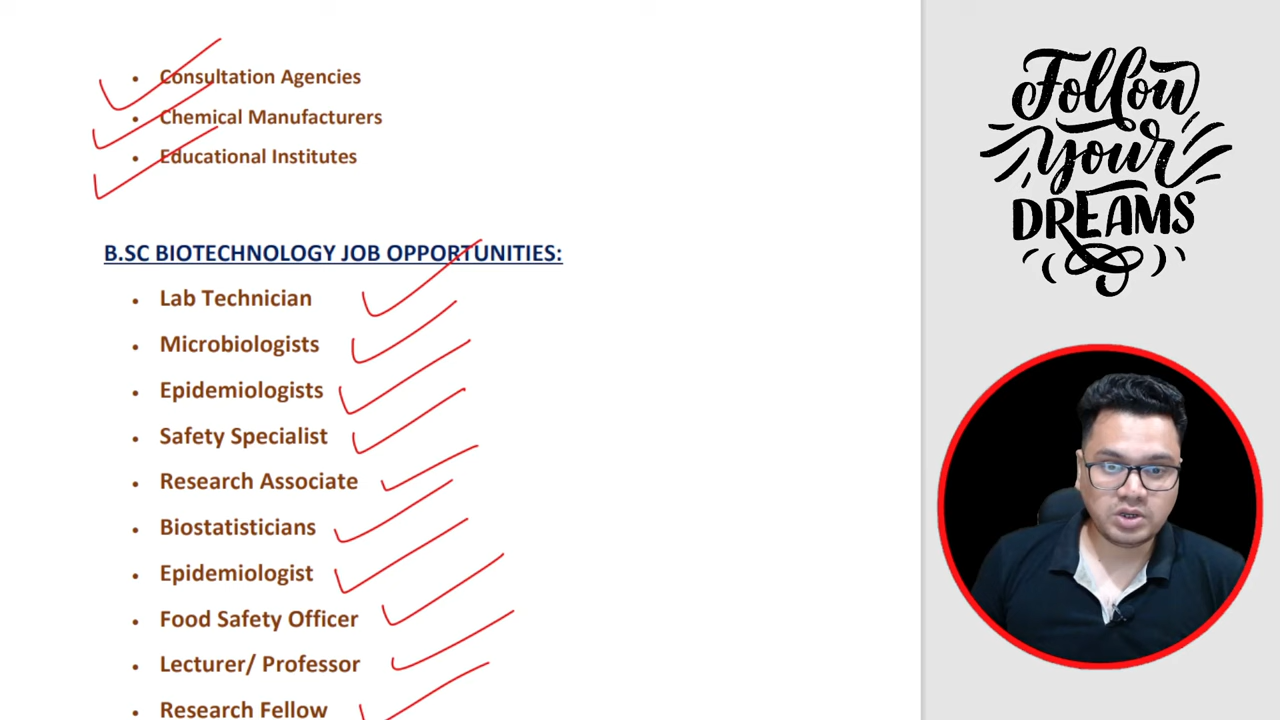 Consultation Agencies
Chemical Manufacturers
Educational Institutes
B.SC BIOTECHNOLOGY JOB OPPORTUNITIES:
Lab Technician
Microbiologists
Epidemiologists
Safety Specialist
Research Associate
Biostatisticians
Epidemiologist
Food Safety Officer
Lecturer/ Professor
Research Fellow
Follow
Your
DREAMS